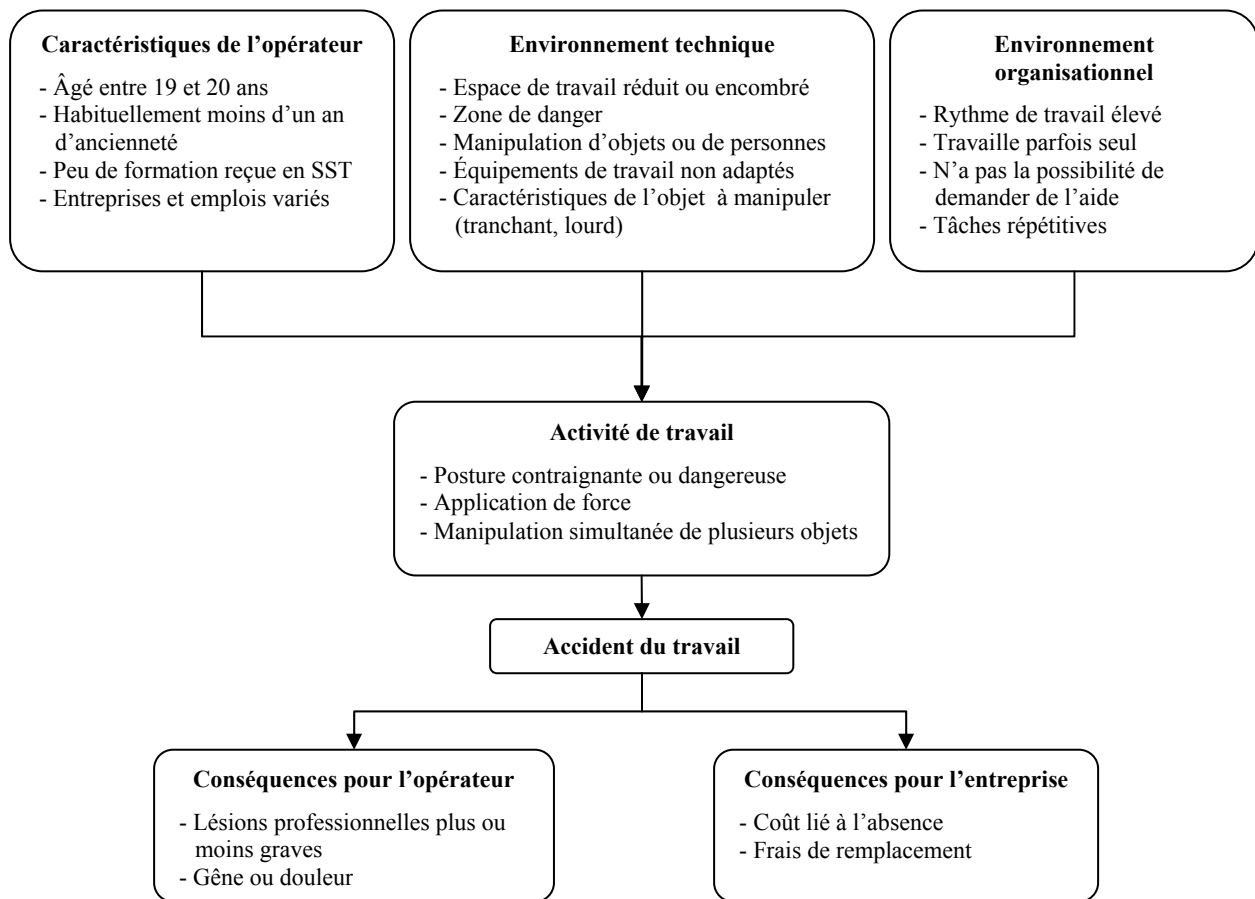 Caractéristiques de l’opérateur
- Âgé entre 19 et 20 ans
- Habituellement moins d’un an
d’ancienneté
- Peu de formation reçue en SST
- Entreprises et emplois variés
Environnement technique
- Espace de travail réduit ou encombré
- Zone de danger
- Manipulation d’objets ou de personnes
- Équipements de travail non adaptés
- Caractéristiques de l’objet à manipuler
(tranchant, lourd)
Environnement
organisationnel
- Rythme de travail élevé
- Travaille parfois seul
- N’a pas la possibilité de
demander de l’aide
- Tâches répétitives
Activité de travail
- Posture contraignante ou dangereuse
- Application de force
- Manipulation simultanée de plusieurs objets
Accident du travail
Conséquences pour l’opérateur
- Lésions professionnelles plus ou
moins graves
- Gêne ou douleur
Conséquences pour l’entreprise
- Coût lié à l’absence
- Frais de remplacement